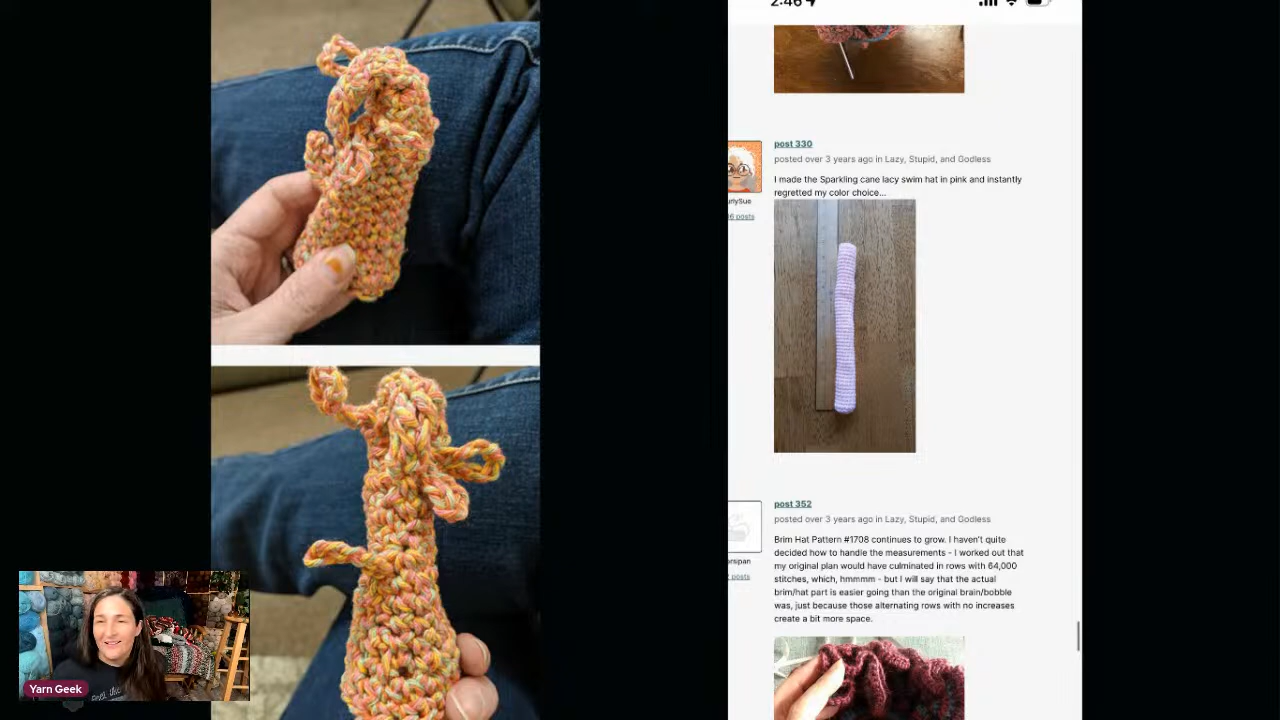 2:46
post 330
posted over 3 years ago in Lazy, Stupid, and Godless
I made the Sparkling cane lacy swim hat in pink and instantly
regretted my color choice...
urlySue
posts
post 352
posted over 3 years ago in Lazy, Stupid, and Godless
Brim Hat Pattern #1708 continues to grow. I haven't quite
decided how to handle the measurements - I worked out that
my original plan would have culminated in rows with 64,000
stitches, which, hmmmm - but I will say that the actual
brim/hat part is easier going than the original brain/bobble
was, just because those alternating rows with no increases
create a bit more space.
orsipan
posts
Yarn Geek